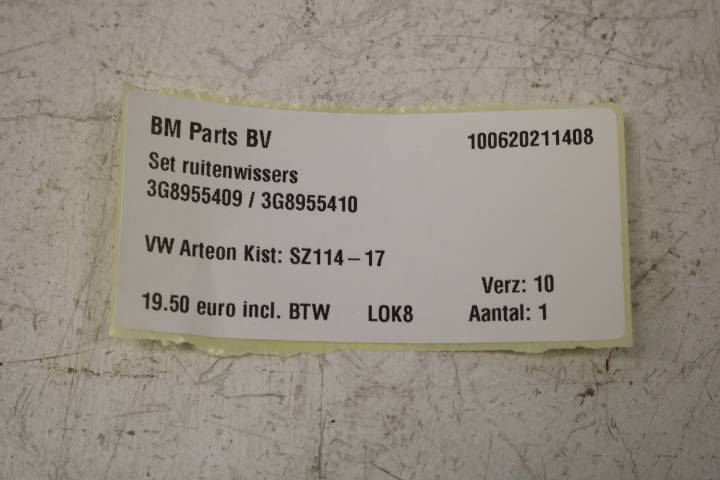 BM Parts BV 100620211408
Set ruitenwissers
3G8955409 / 3G8955410
VW Arteon Kist: SZ114-17
Verz: 10
19.50 euro incl. BTW LOK8 Aantal: 1